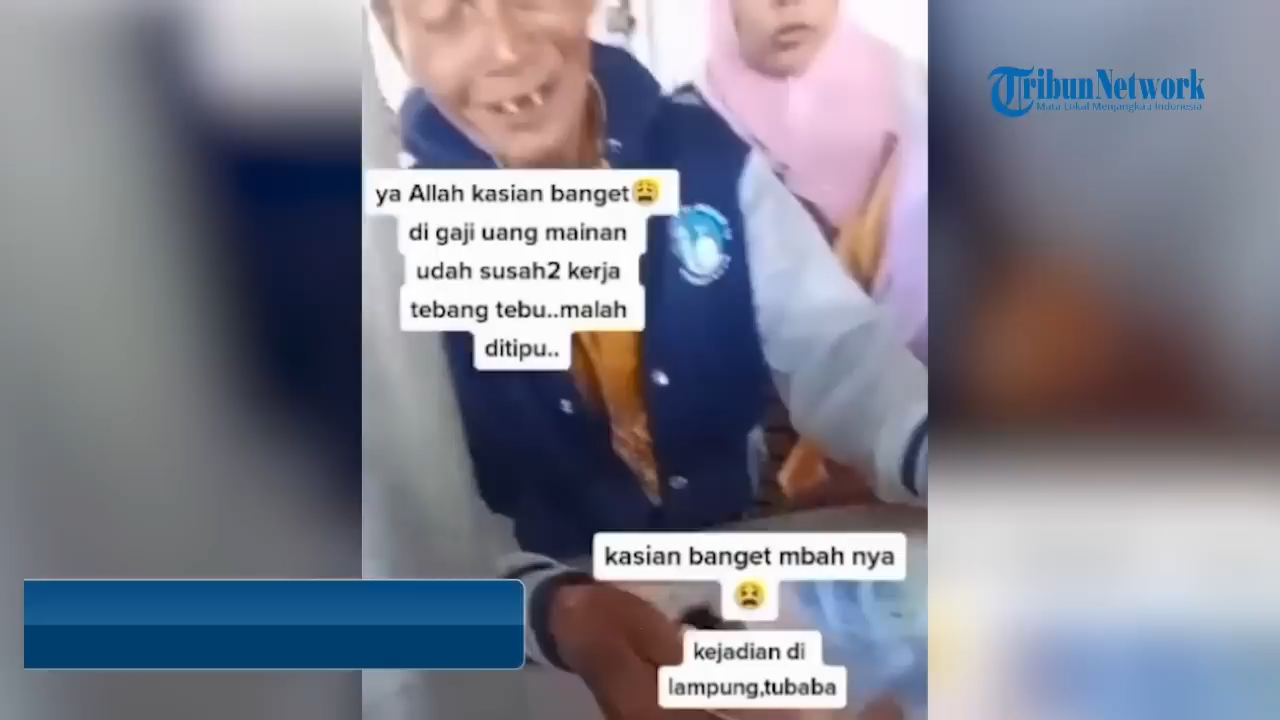 TribunNetwork
Mata Lokal Menjangkau Indonesia
ya Allah kasian banget😩
di gaji uang mainan
udah susah2 kerja
tebang tebu..malah
ditipu..
kasian banget mbah nya
😫
kejadian di
lampung,tubaba